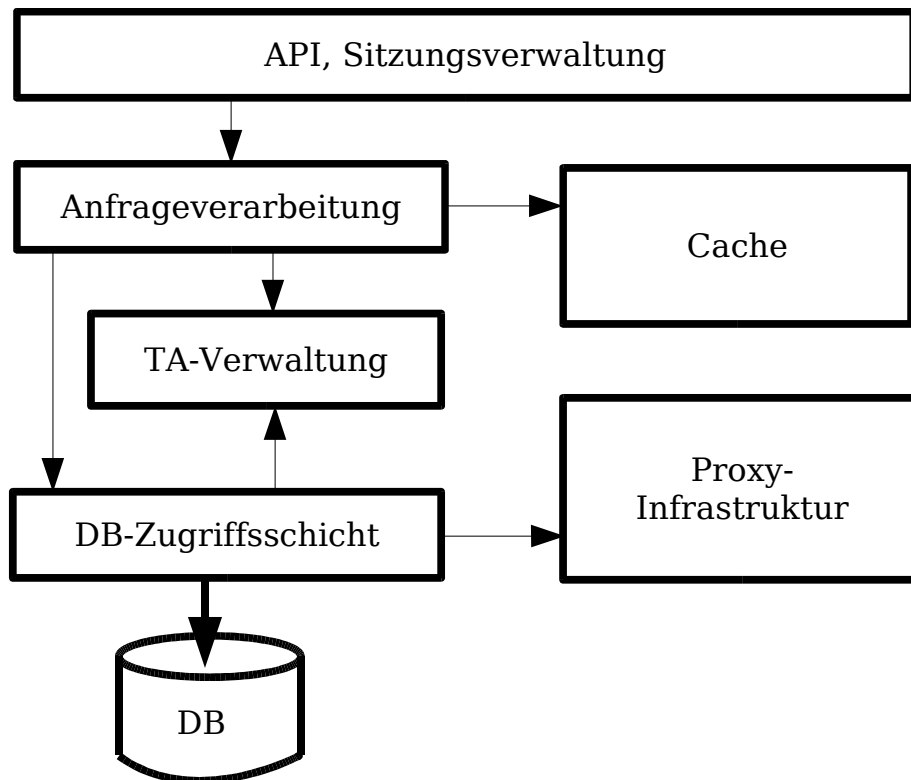 API, Sitzungsverwaltung
Anfrageverarbeitung
Cache
TA-Verwaltung
Proxy-
Infrastruktur
DB-Zugriffsschicht
DB